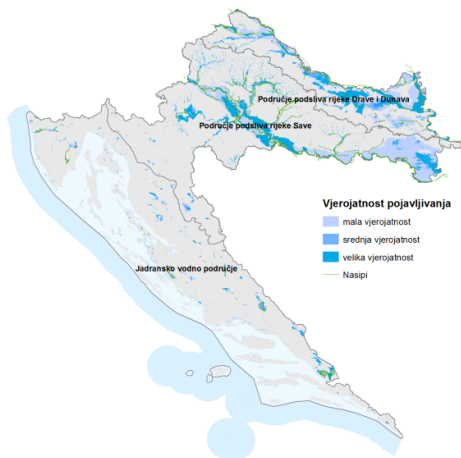 Područje podsliva rijeke Drave i Dunava
Područje podsliva rijeke Save
Vjerojatnost pojavljivanja
mala vjerojatnost
srednja vjerojatnost
velika vjerojatnost
Nasipi
Jadransko vodno područje